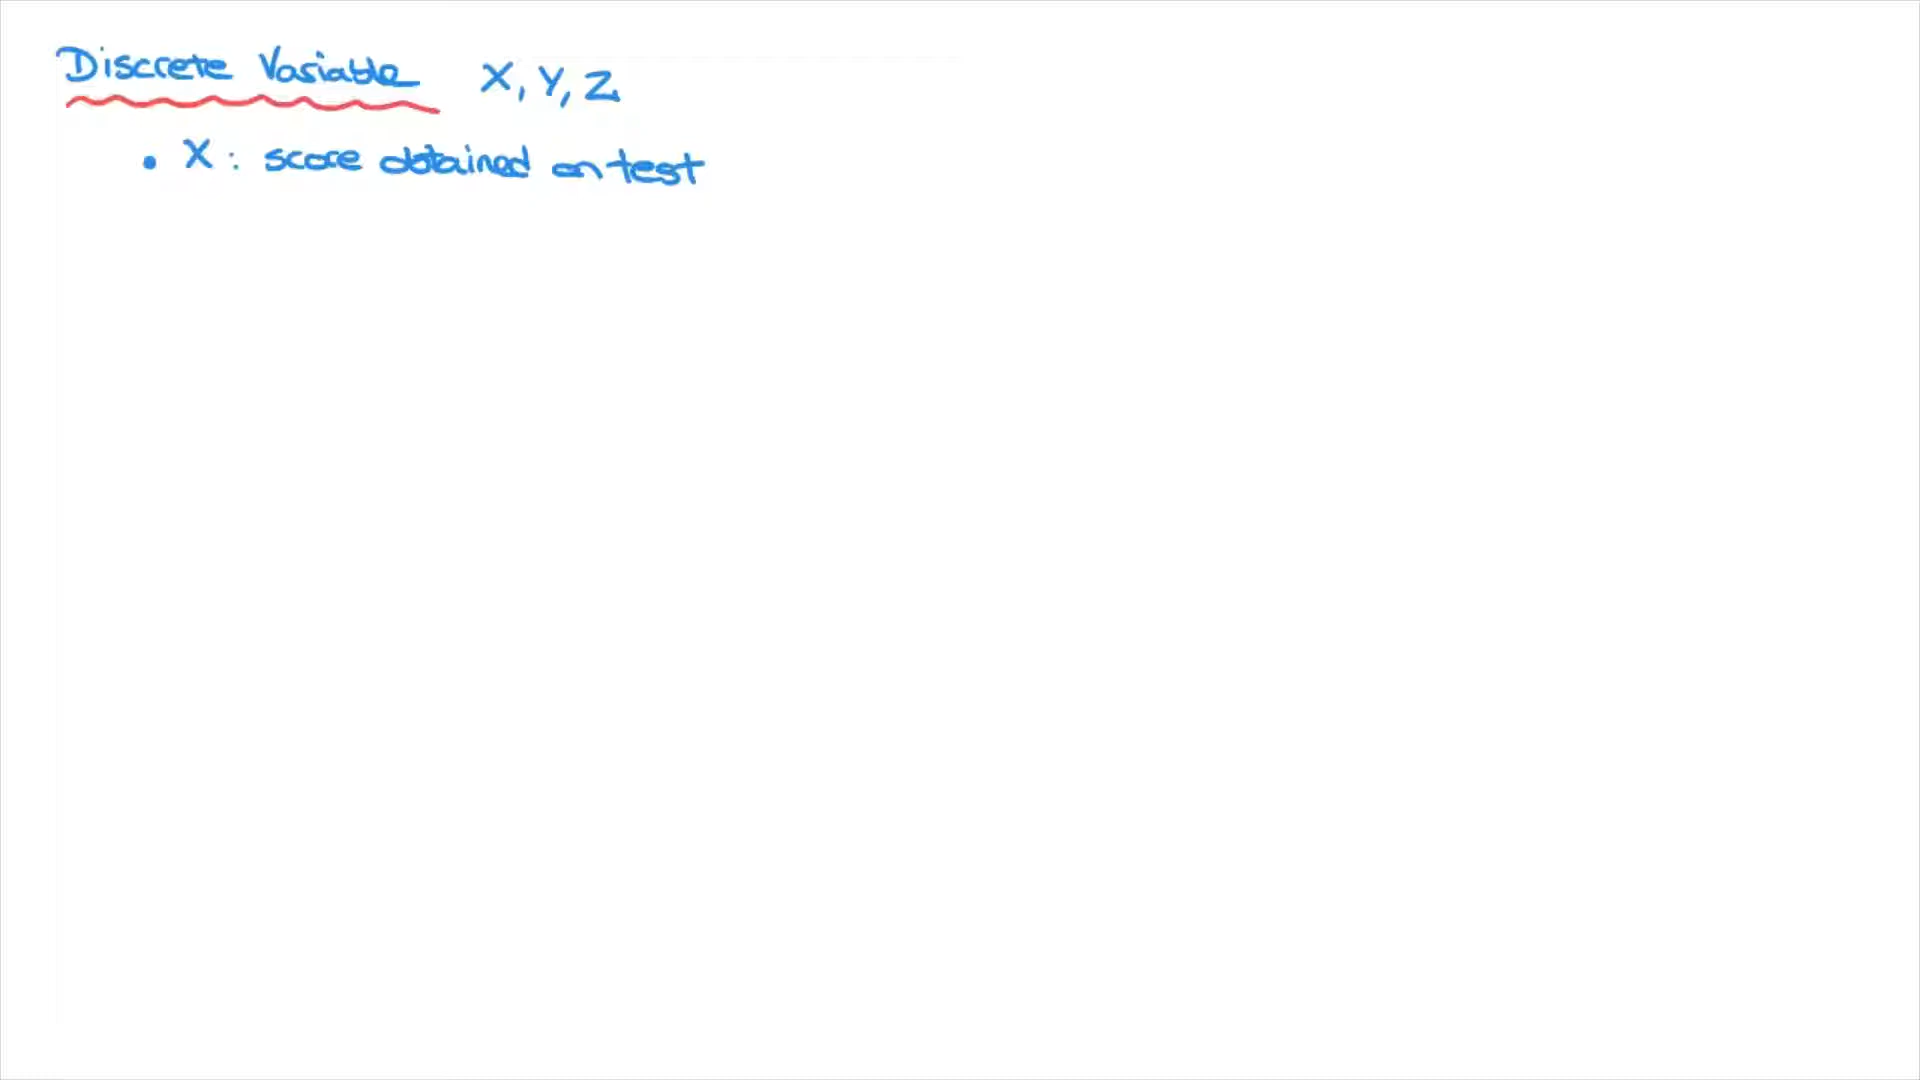 Discrete Variable X, Y, Z
• X : score obtained on test